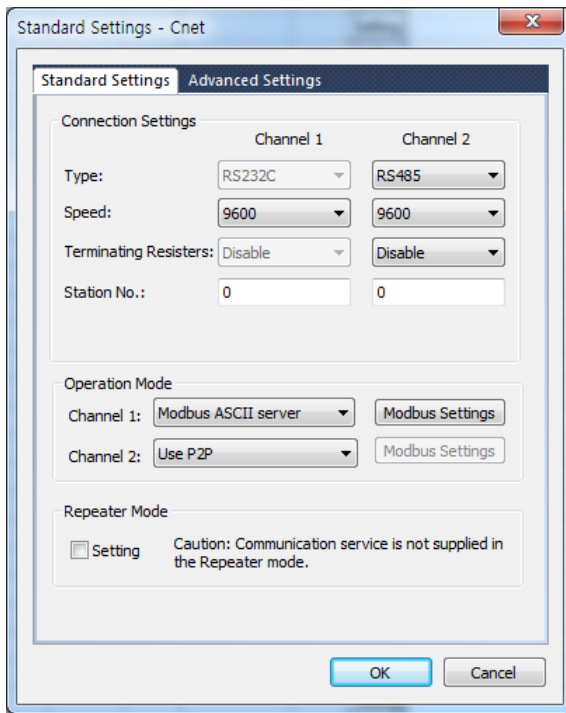 Standard Settings - Cnet
Standard Settings Advanced Settings
Connection Settings
Channel 1 Channel 2
Type: RS232C RS485
Speed: 9600 9600
Terminating Resisters: Disable Disable
Station No.: 0 0
Operation Mode
Channel 1: Modbus ASCII server Modbus Settings
Channel 2: Use P2P Modbus Settings
Repeater Mode
Setting Caution: Communication service is not supplied in
the Repeater mode.
OK Cancel